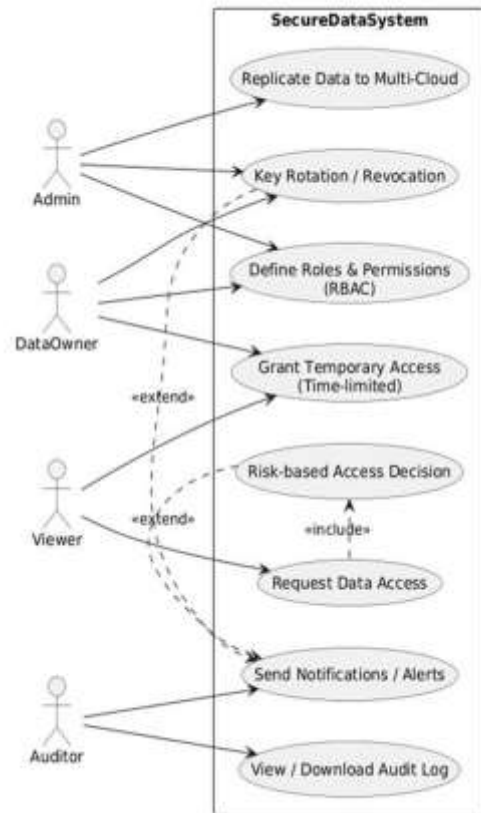 SecureDataSystem
Replicate Data to Multi-Cloud
Admin
Key Rotation / Revocation
Define Roles & Permissions
(RBAC)
DataOwner
Grant Temporary Access
(Time-limited)
«extend»
Risk-based Access Decision
«extend»
«include»
Viewer
Request Data Access
Send Notifications / Alerts
Auditor
View / Download Audit Log